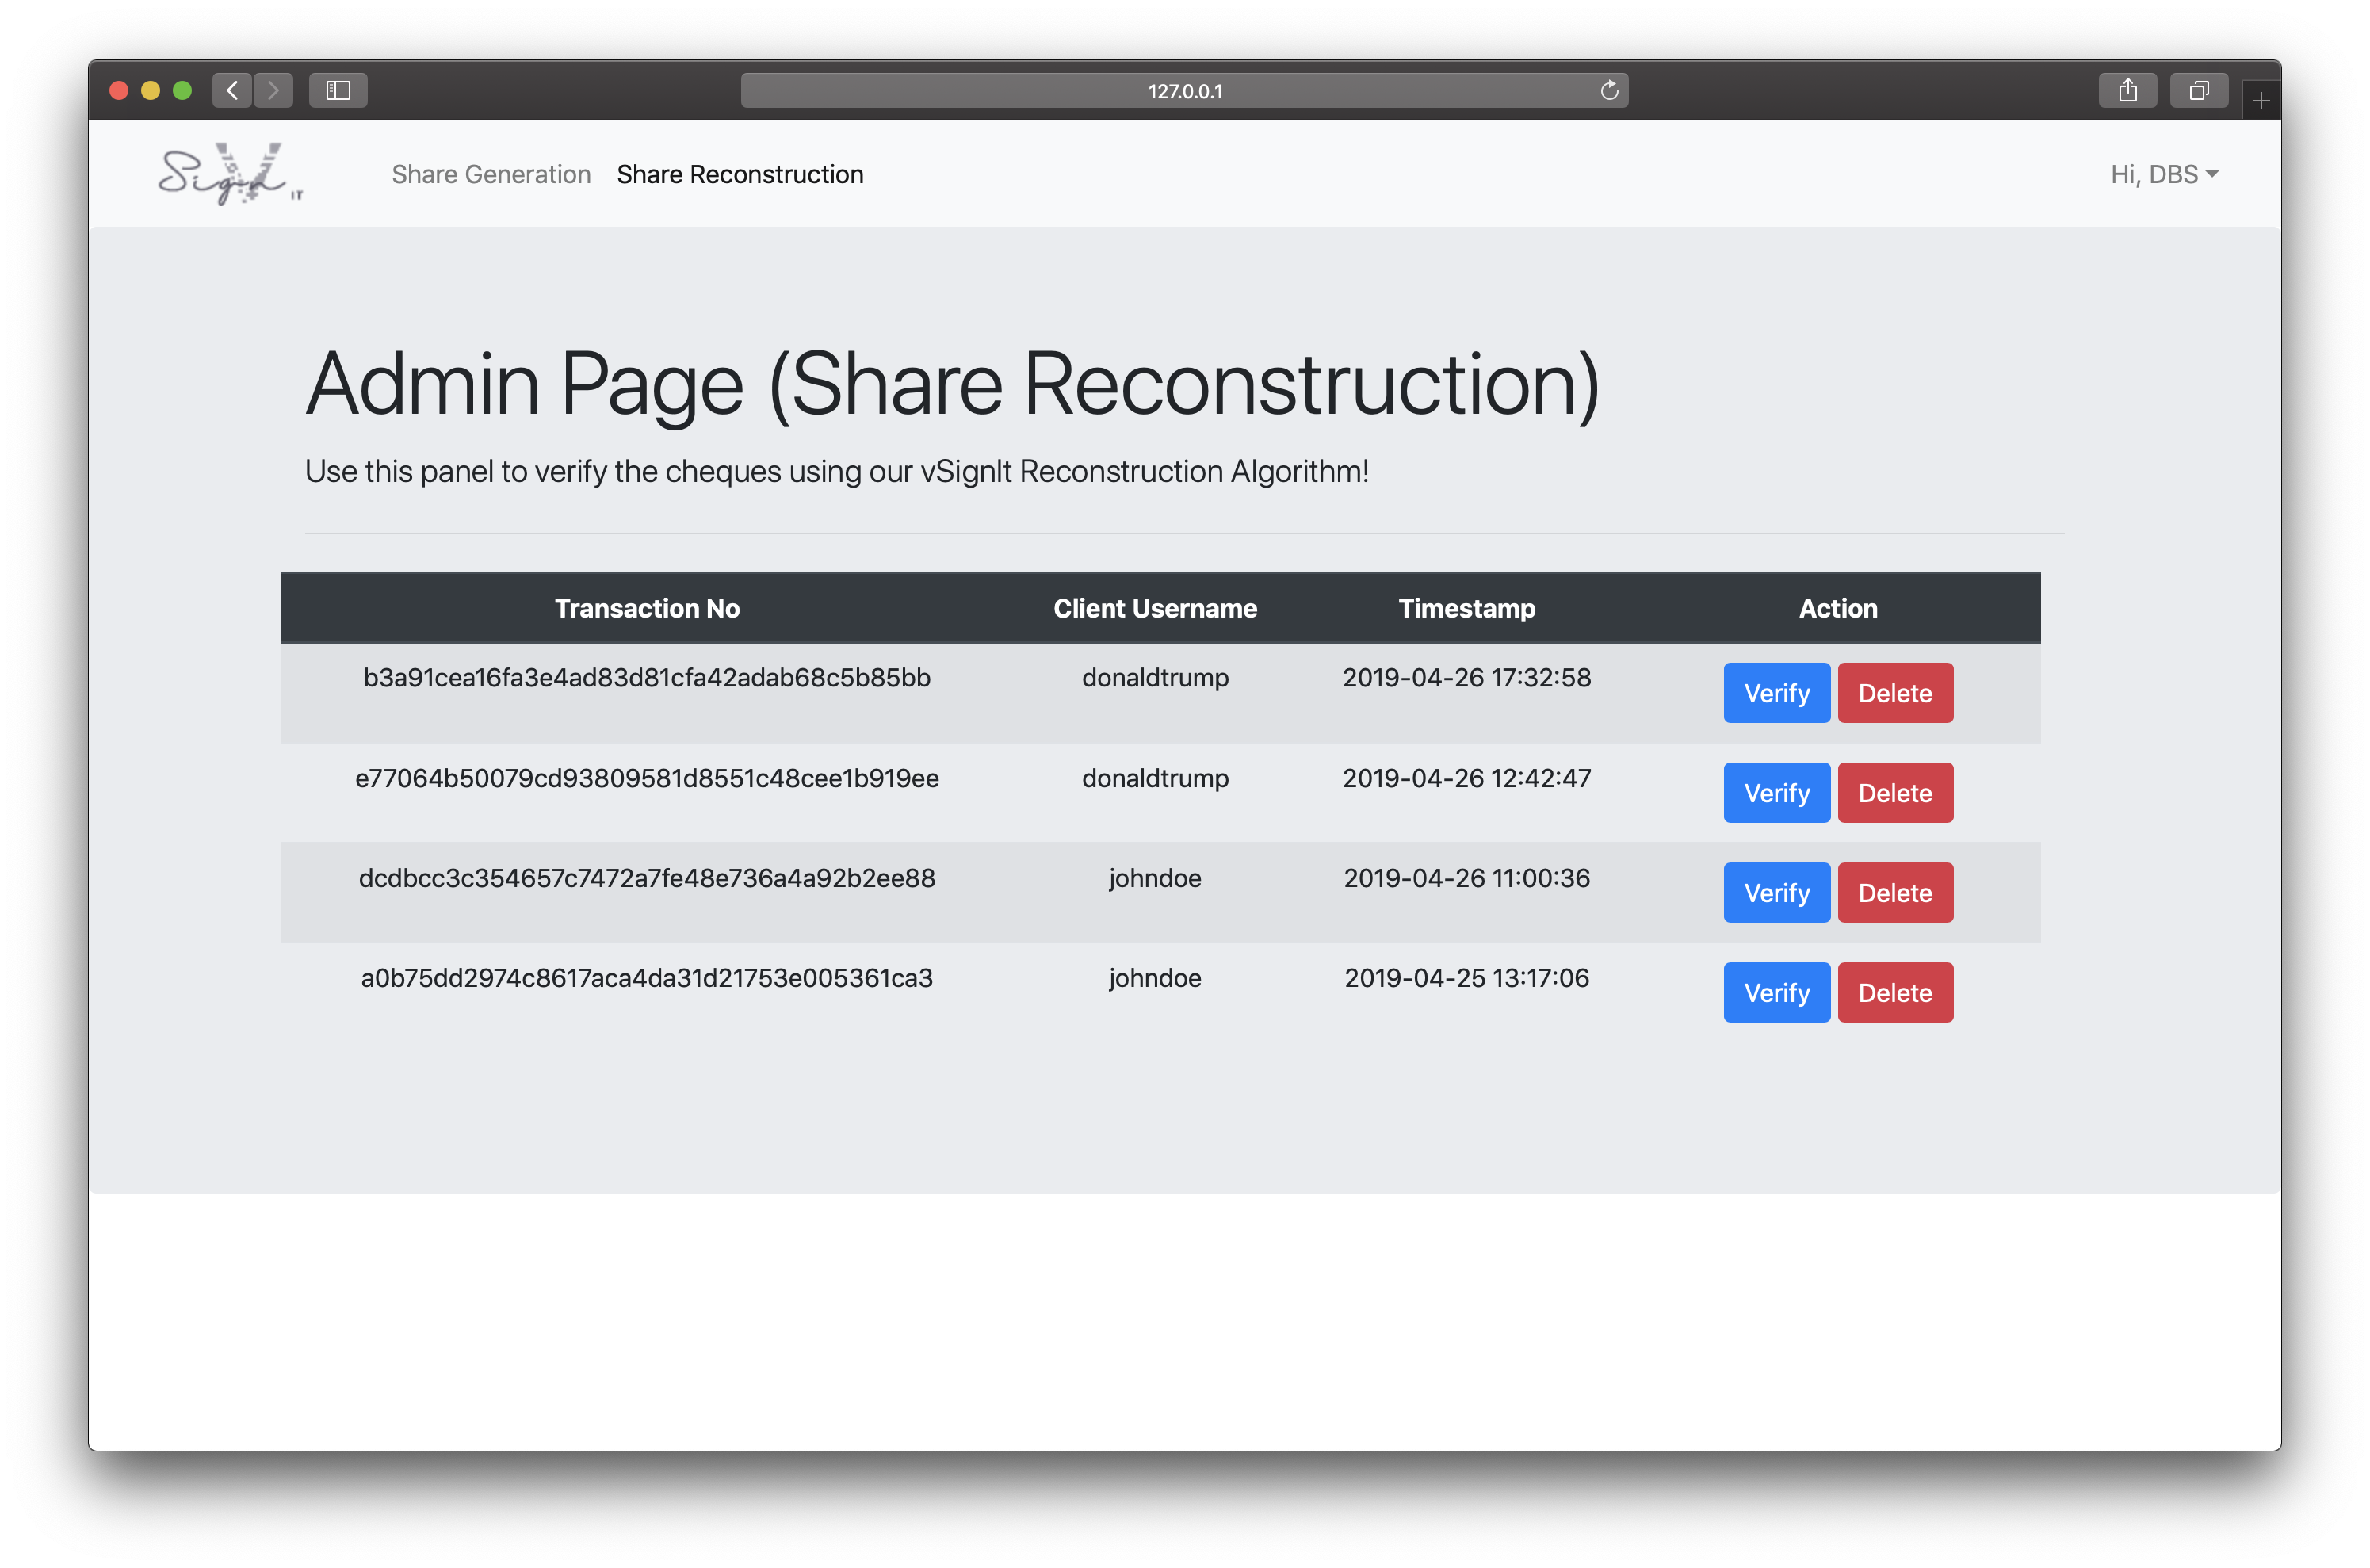 127.0.0.1
Sign V IT
Share Generation Share Reconstruction Hi, DBS
Admin Page (Share Reconstruction)
Use this panel to verify the cheques using our vSignIt Reconstruction Algorithm!
Transaction No Client Username Timestamp Action
b3a91cea16fa3e4ad83d81cfa42adab68c5b85bb donaldtrump 2019-04-26 17:32:58 Verify Delete
e77064b50079cd93809581d8551c48cee1b919ee donaldtrump 2019-04-26 12:42:47 Verify Delete
dcdbcc3c354657c7472a7fe48e736a4a92b2ee88 johndoe 2019-04-26 11:00:36 Verify Delete
a0b75dd2974c8617aca4da31d21753e005361ca3 johndoe 2019-04-25 13:17:06 Verify Delete